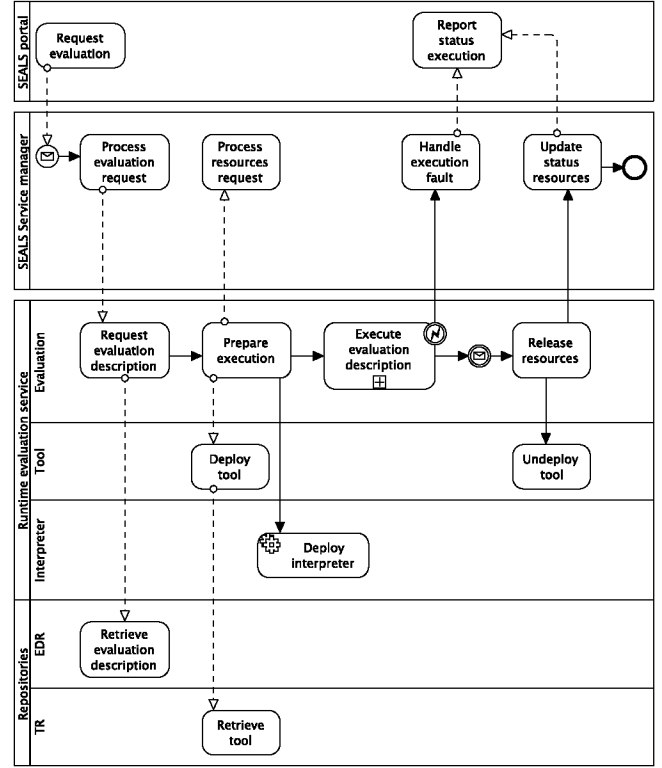 SEALS portal
Request
evaluation
Report
status
execution
SEALS Service manager
Process
evaluation
request
Process
resources
request
Handle
execution
fault
Update
status
resources
Runtime evaluation service
Evaluation
Request
evaluation
description
Prepare
execution
Execute
evaluation
description
Release
resources
Tool
Deploy
tool
Undeploy
tool
Interpreter
Deploy
interpreter
Repositories
EDR
Retrieve
evaluation
description
TR
Retrieve
tool